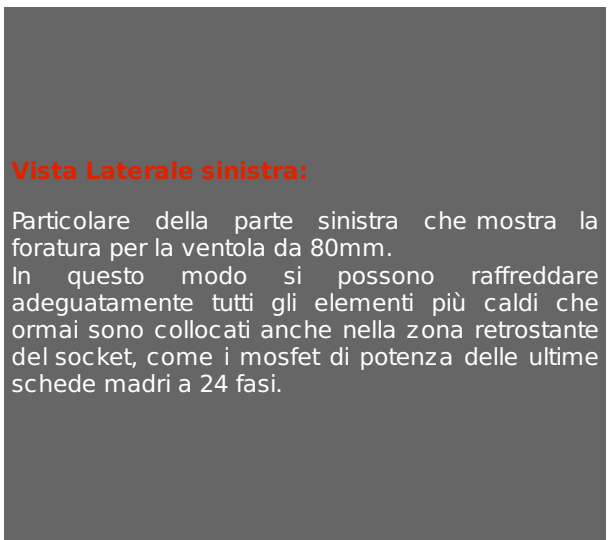 Vista Laterale sinistra:
Particolare della parte sinistra che mostra la
foratura per la ventola da 80mm.
In questo modo si possono raffreddare
adeguatamente tutti gli elementi più caldi che
ormai sono collocati anche nella zona retrostante
del socket, come i mosfet di potenza delle ultime
schede madri a 24 fasi.